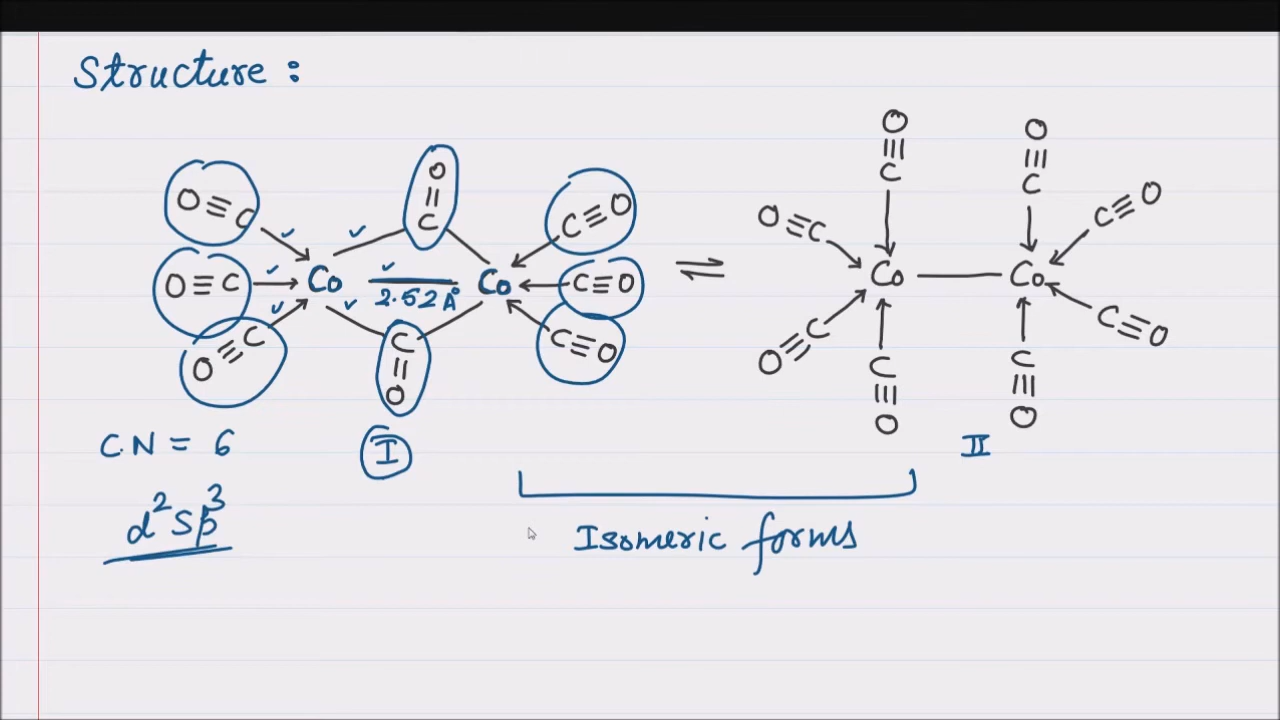 Structure :
O O O
||| |||
O C C
O≡C || C≡O C≡O
C O≡C
O≡C Co 2.52Å Co C≡O ⇌ Co Co
O≡C C C≡O O≡C C≡O
|| C C
O ||| |||
O O
C.N = 6 I II
d²sp³
Isomeric forms